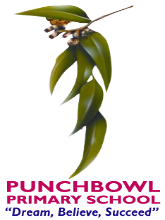 PUNCHBOWL
PRIMARY SCHOOL
“Dream, Believe, Succeed”